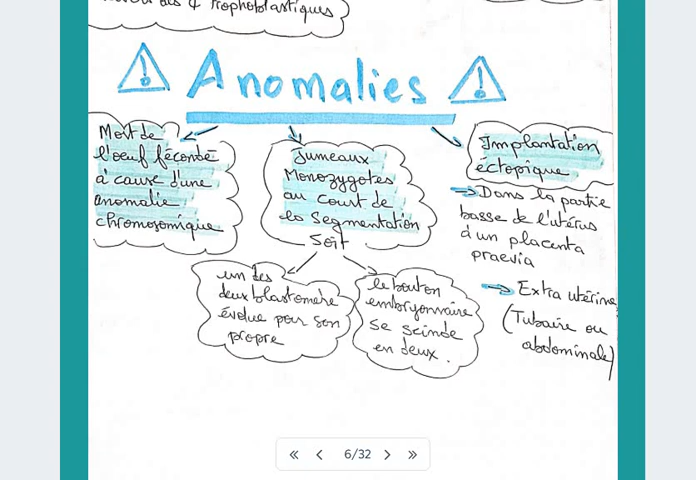 trophoblastiques
Anomalies
Mort de
l'oeuf fécondé
à cause d'une
anomalie
chromosomique
Jumeaux
Monozygotes
au Court de
la Segmentation
Soit
un des
deux blastomère
évolue pour son
propre
le bouton
embryonnaire
se scinde
en deux.
Implantation
éctopique
→ Dans la partie
basse de l'utérus
d'un placenta
praevia
→ Extra utérine
(Tubaire ou
abdominale)
6/32